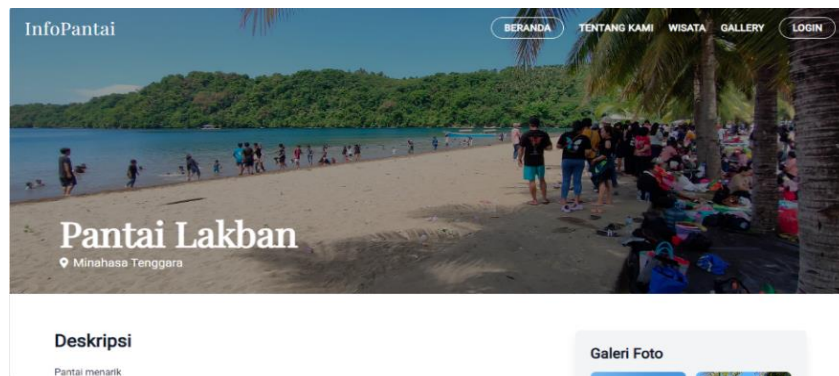 InfoPantai
BERANDA TENTANG KAMI WISATA GALLERY LOGIN
Pantai Lakban
Minahasa Tenggara
Deskripsi
Pantai menarik
Galeri Foto